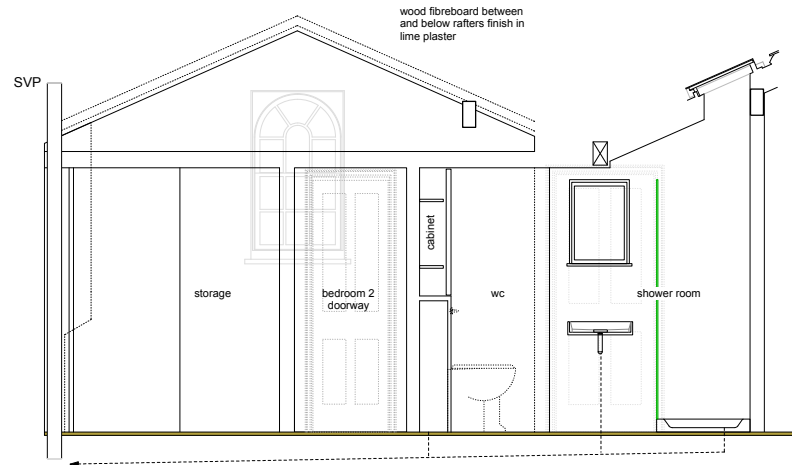 wood fibreboard between
and below rafters finish in
lime plaster
SVP
cabinet
storage
bedroom 2
doorway
wc
shower room